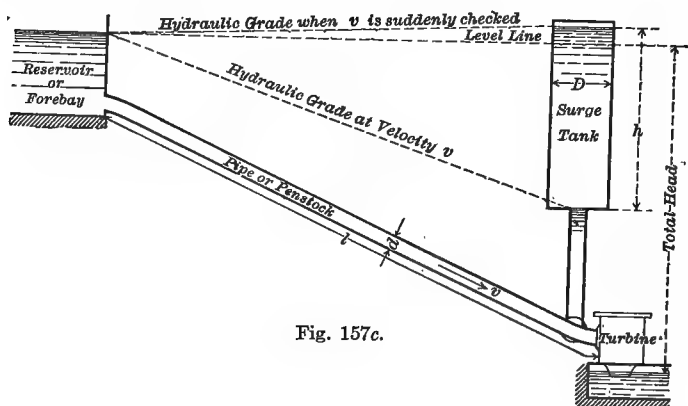 Hydraulic Grade when v is suddenly checked
Level Line
Reservoir
or
Forebay
Hydraulic Grade at Velocity v
D
Surge
Tank
h
Total Head
Pipe or Penstock
d
l
v
Turbine
Fig. 157c.